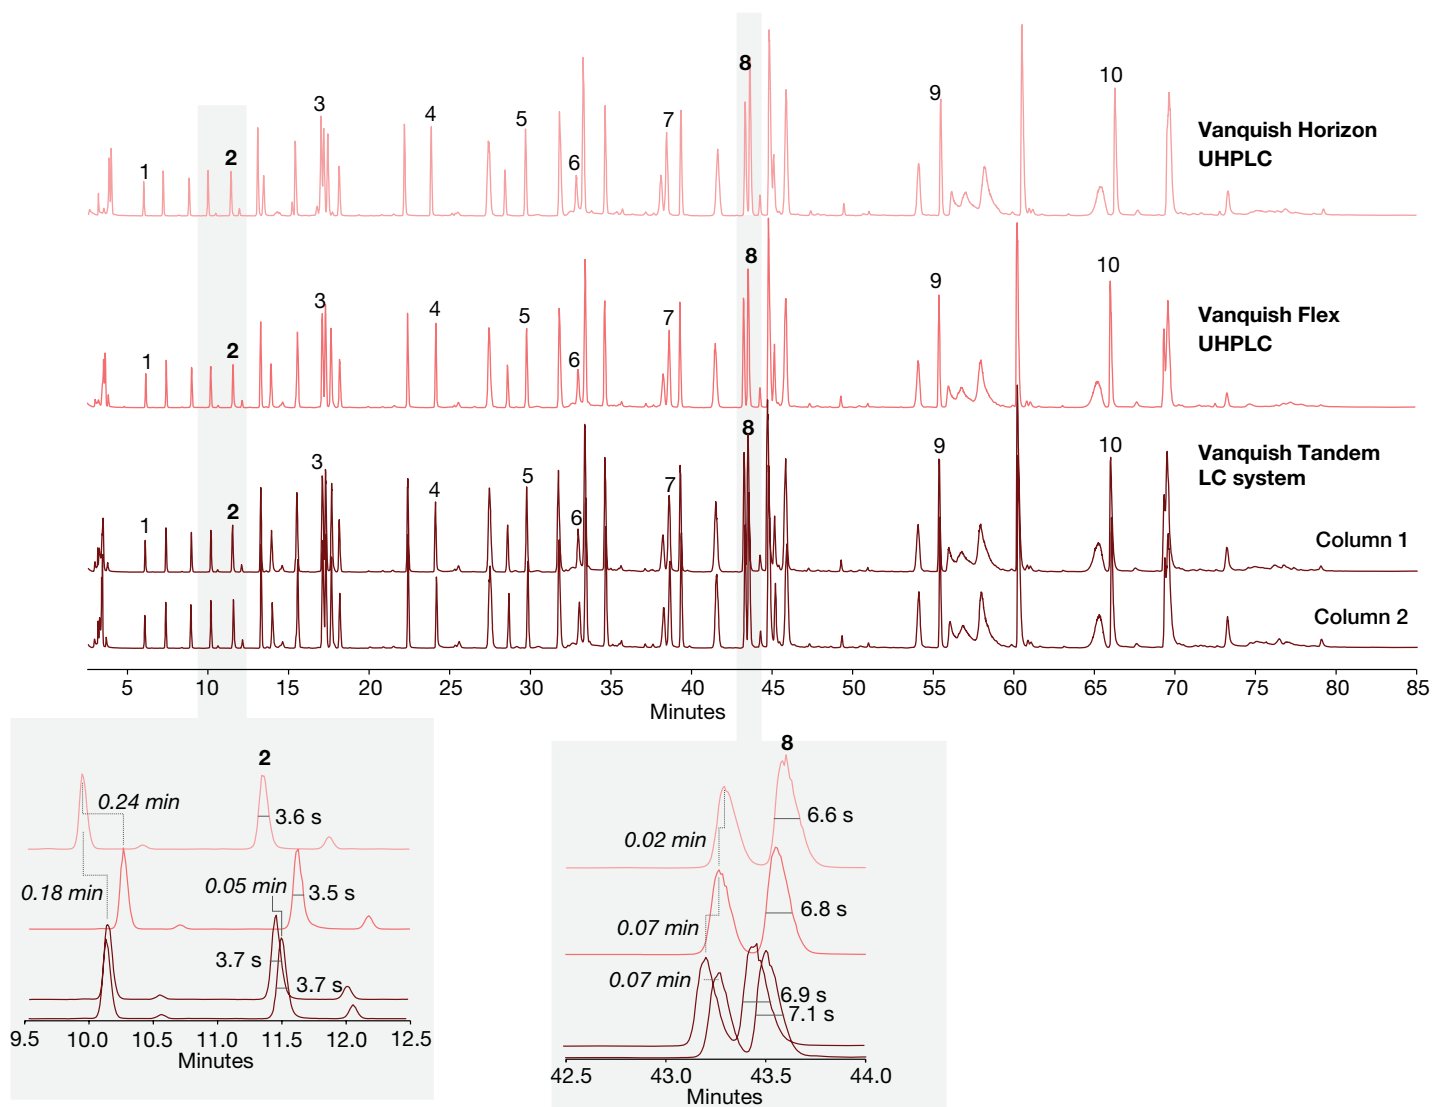 1
2
3
4
5
6
7
8
9
10
Vanquish Horizon
UHPLC
1
2
3
4
5
6
7
8
9
10
Vanquish Flex
UHPLC
1
2
3
4
5
6
7
8
9
10
Vanquish Tandem
LC system
Column 1
Column 2
5 10 15 20 25 30 35 40 45 50 55 60 65 70 75 80 85
Minutes
2
0.24 min
3.6 s
0.18 min
0.05 min
3.5 s
3.7 s
3.7 s
9.5 10.0 10.5 11.0 11.5 12.0 12.5
Minutes
8
0.02 min
6.6 s
0.07 min
6.8 s
0.07 min
6.9 s
7.1 s
42.5 43.0 43.5 44.0
Minutes